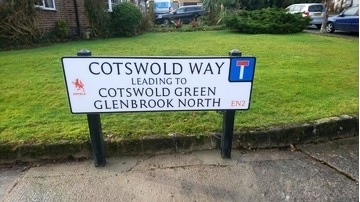 COTSWOLD WAY
LEADING TO
COTSWOLD GREEN
GLENBROOK NORTH
EN2